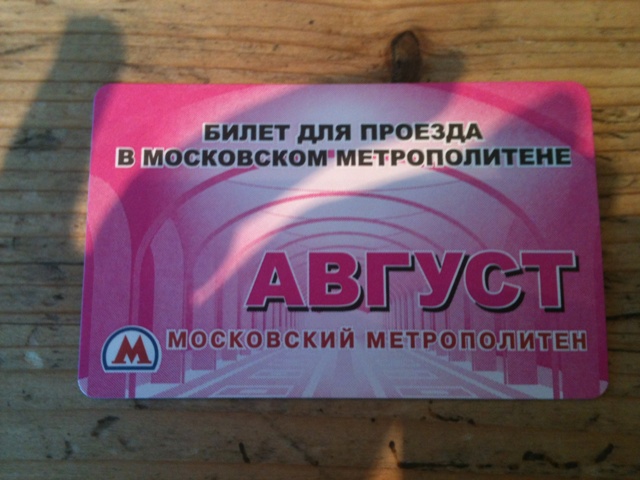 БИЛЕТ ДЛЯ ПРОЕЗДА
В МОСКОВСКОМ МЕТРОПОЛИТЕНЕ
АВГУСТ
М МОСКОВСКИЙ МЕТРОПОЛИТЕН